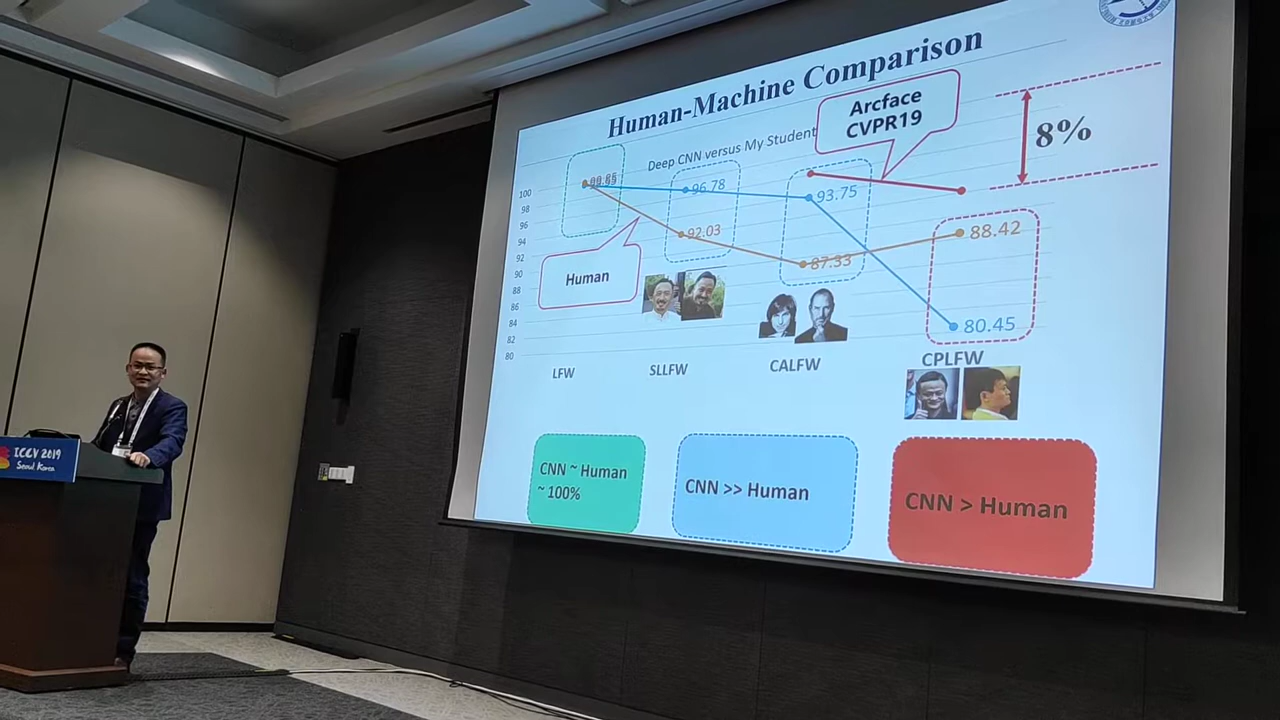 Human-Machine Comparison
Deep CNN versus My Student
Arcface
CVPR19
8%
100
98
96
94
92
90
88
86
84
82
80
96.78
93.75
92.03
87.33
88.42
80.45
Human
LFW
SLLFW
CALFW
CPLFW
CNN ~ Human
~ 100%
CNN >> Human
CNN > Human
ICCV 2019
Seoul Korea